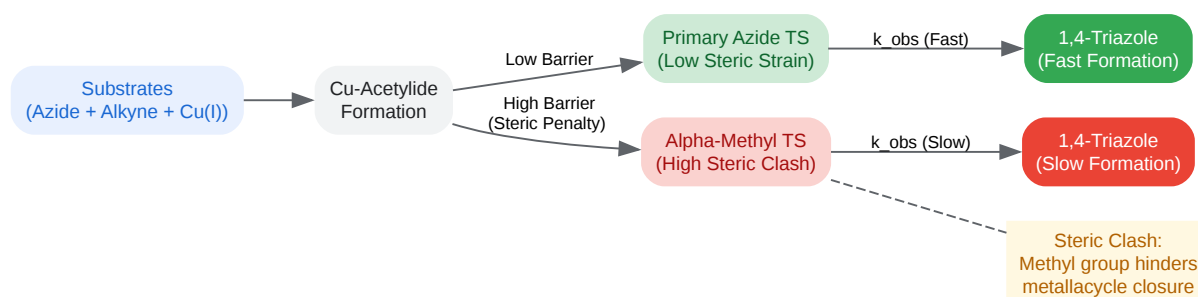 Substrates
(Azide + Alkyne + Cu(I))
Cu-Acetylide
Formation
Low Barrier
High Barrier
(Steric Penalty)
Primary Azide TS
(Low Steric Strain)
Alpha-Methyl TS
(High Steric Clash)
k_obs (Fast)
k_obs (Slow)
1,4-Triazole
(Fast Formation)
1,4-Triazole
(Slow Formation)
Steric Clash:
Methyl group hinders
metallacycle closure